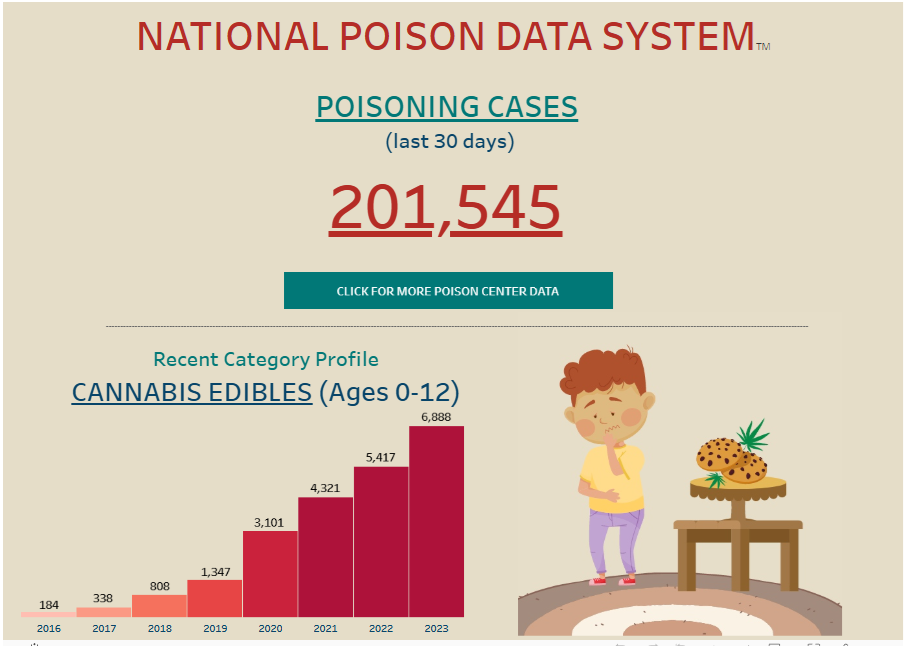 NATIONAL POISON DATA SYSTEM™
POISONING CASES
(last 30 days)
201,545
CLICK FOR MORE POISON CENTER DATA
Recent Category Profile
CANNABIS EDIBLES (Ages 0-12)
184 338 808 1,347 3,101 4,321 5,417 6,888
2016 2017 2018 2019 2020 2021 2022 2023